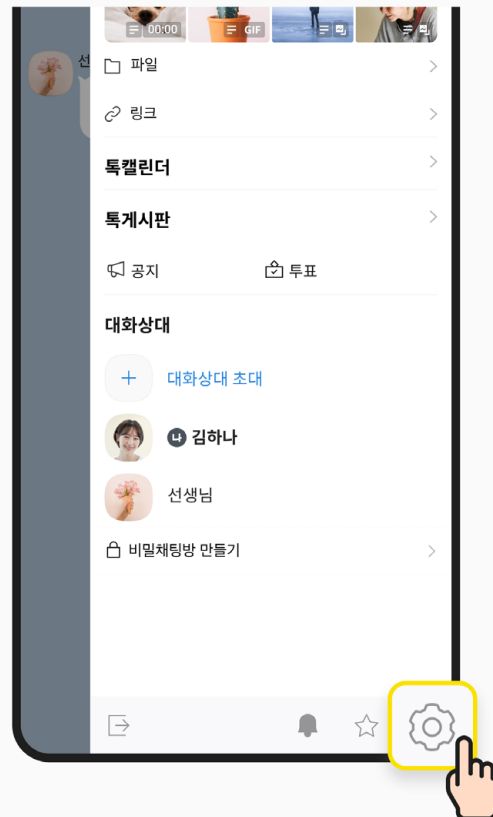 00:00
GIF
선
파일
링크
톡캘린더
톡게시판
공지 투표
대화상대
대화상대 초대
나 김하나
선생님
비밀채팅방 만들기